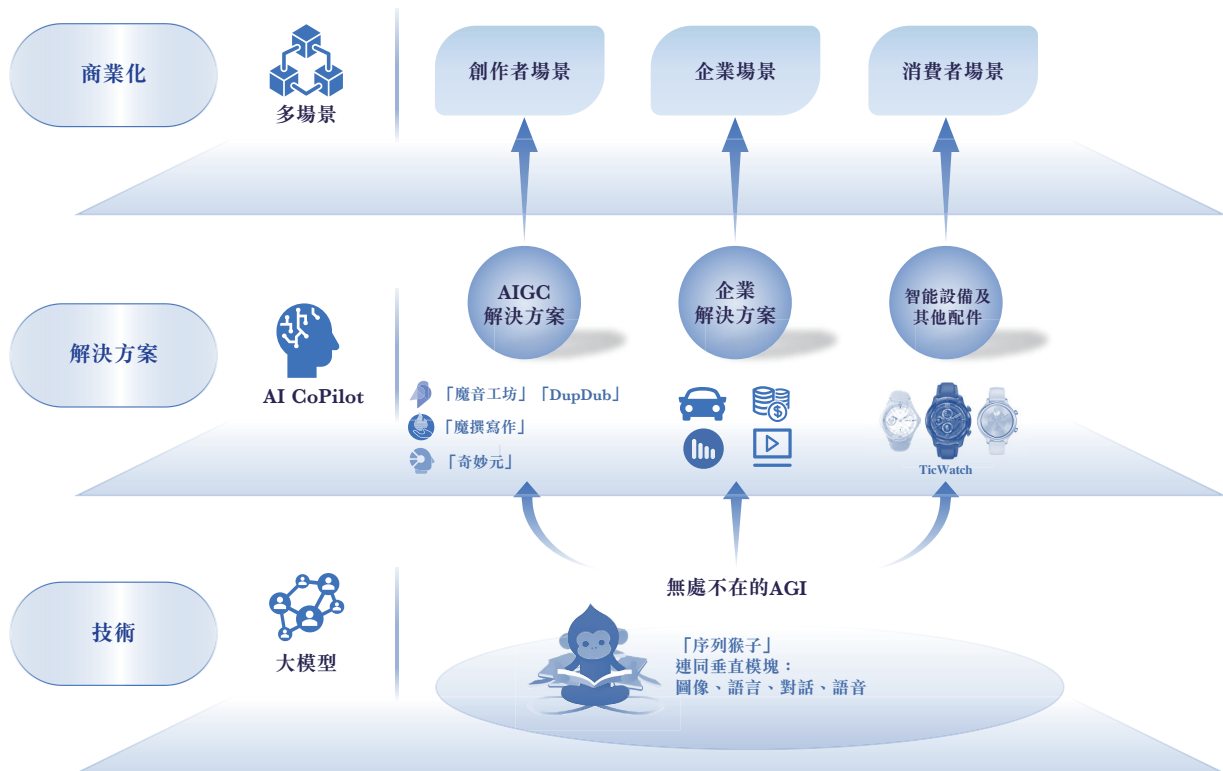 商業化
多場景
創作者場景
企業場景
消費者場景
解決方案
AI CoPilot
AIGC
解決方案
企業
解決方案
智能設備及
其他配件
「魔音工坊」「DupDub」
「魔撰寫作」
「奇妙元」
TicWatch
技術
大模型
無處不在的AGI
「序列猴子」
連同垂直模塊：
圖像、語言、對話、語音